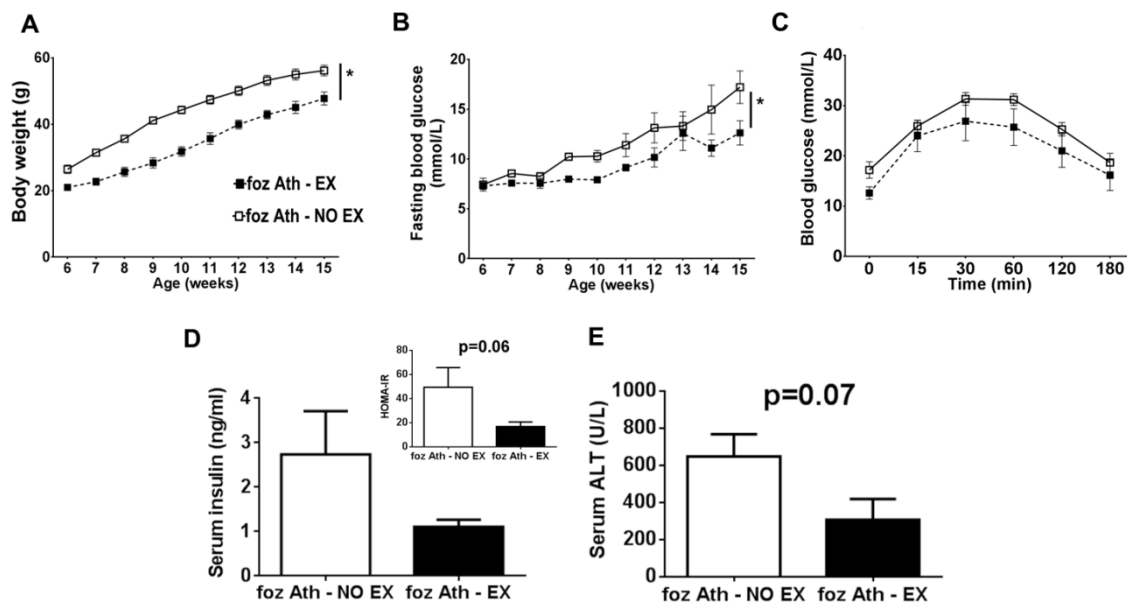 A
Body weight (g)
60
40
20
0
6 7 8 9 10 11 12 13 14 15
Age (weeks)
foz Ath - EX
foz Ath - NO EX
*
B
Fasting blood glucose
(mmol/L)
20
15
10
5
0
6 7 8 9 10 11 12 13 14 15
Age (weeks)
*
C
Blood glucose (mmol/L)
40
30
20
10
0 15 30 60 120 180
Time (min)
D
Serum insulin (ng/ml)
4
3
2
1
0
foz Ath - NO EX foz Ath - EX
p=0.06
HOMA-IR
80
60
40
20
0
foz Ath - NO EX foz Ath - EX
E
Serum ALT (U/L)
1000
800
600
400
200
0
p=0.07
foz Ath - NO EX foz Ath - EX